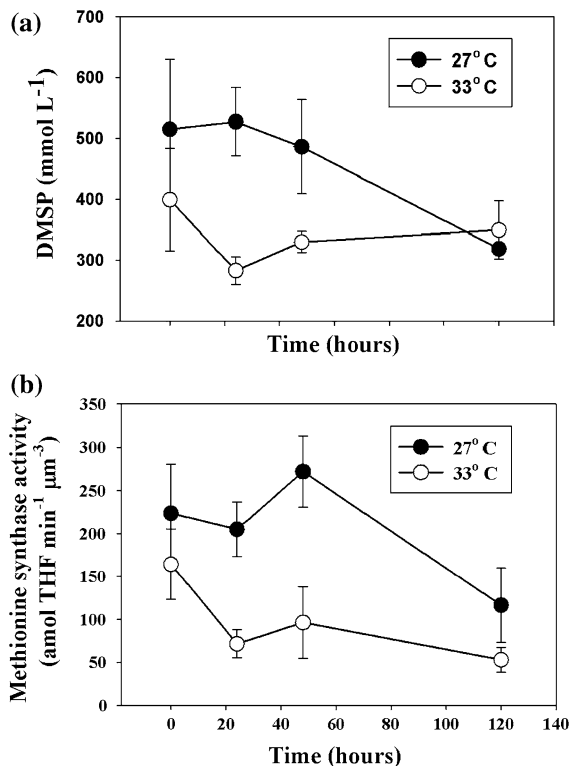 (a)
700
600
500
400
300
200
DMSP (mmol L⁻¹)
27° C
33° C
Time (hours)
(b)
350
300
250
200
150
100
50
0
Methionine synthase activity
(amol THF min⁻¹ μm⁻³)
27° C
33° C
0 20 40 60 80 100 120 140
Time (hours)